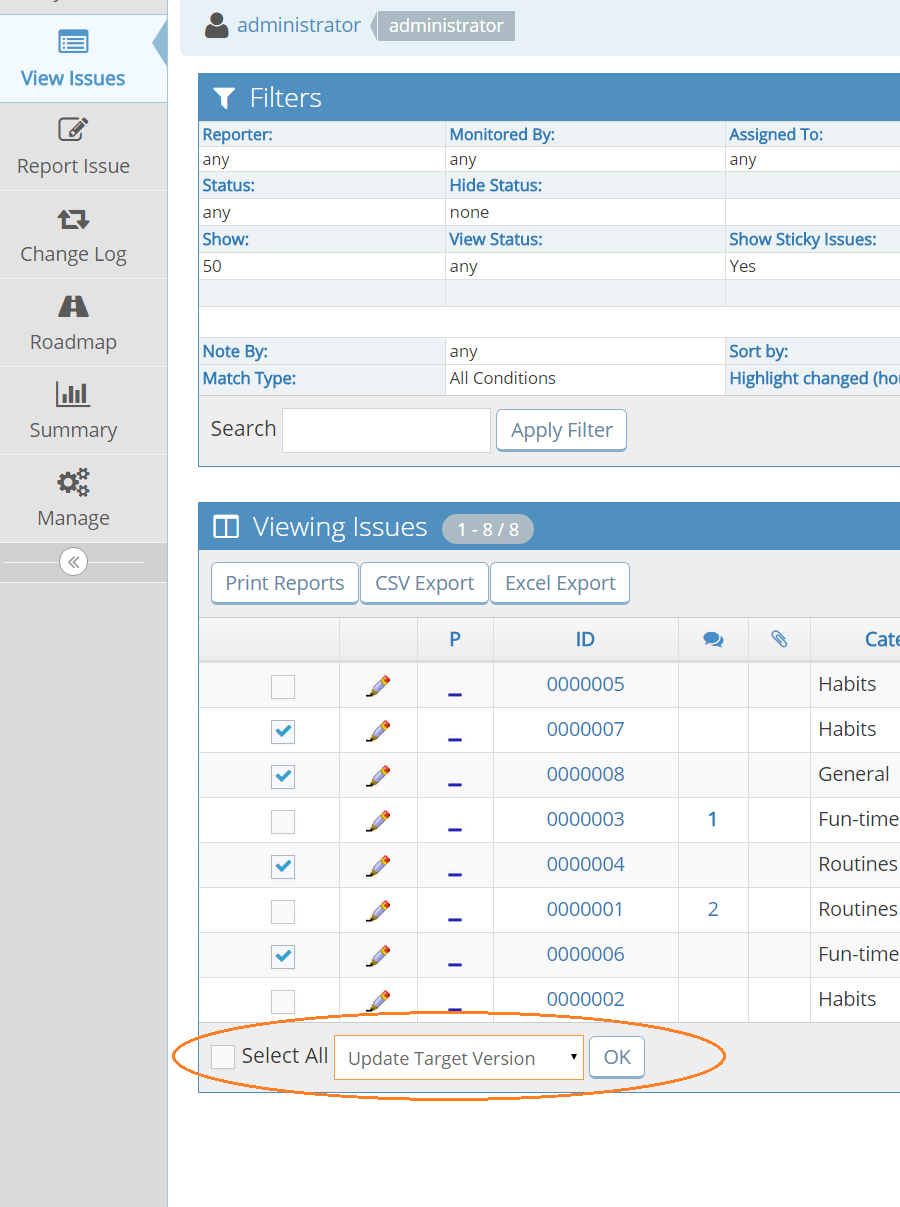 administrator administrator
View Issues
Report Issue
Change Log
Roadmap
Summary
Manage
Filters
Reporter: Monitored By: Assigned To:
any any any
Status: Hide Status:
any none
Show: View Status: Show Sticky Issues:
50 any Yes
Note By: any Sort by:
Match Type: All Conditions Highlight changed (hou
Search Apply Filter
Viewing Issues 1 - 8 / 8
Print Reports CSV Export Excel Export
P ID Cate
0000005 Habits
0000007 Habits
0000008 General
0000003 1 Fun-time
0000004 Routines
0000001 2 Routines
0000006 Fun-time
0000002 Habits
Select All Update Target Version OK